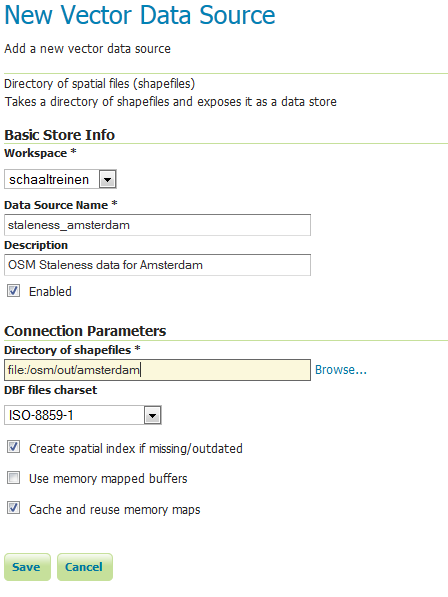 New Vector Data Source
Add a new vector data source
Directory of spatial files (shapefiles)
Takes a directory of shapefiles and exposes it as a data store
Basic Store Info
Workspace *
schaaltreinen
Data Source Name *
staleness_amsterdam
Description
OSM Staleness data for Amsterdam
Enabled
Connection Parameters
Directory of shapefiles *
file:/osm/out/amsterdam Browse...
DBF files charset
ISO-8859-1
Create spatial index if missing/outdated
Use memory mapped buffers
Cache and reuse memory maps
Save Cancel